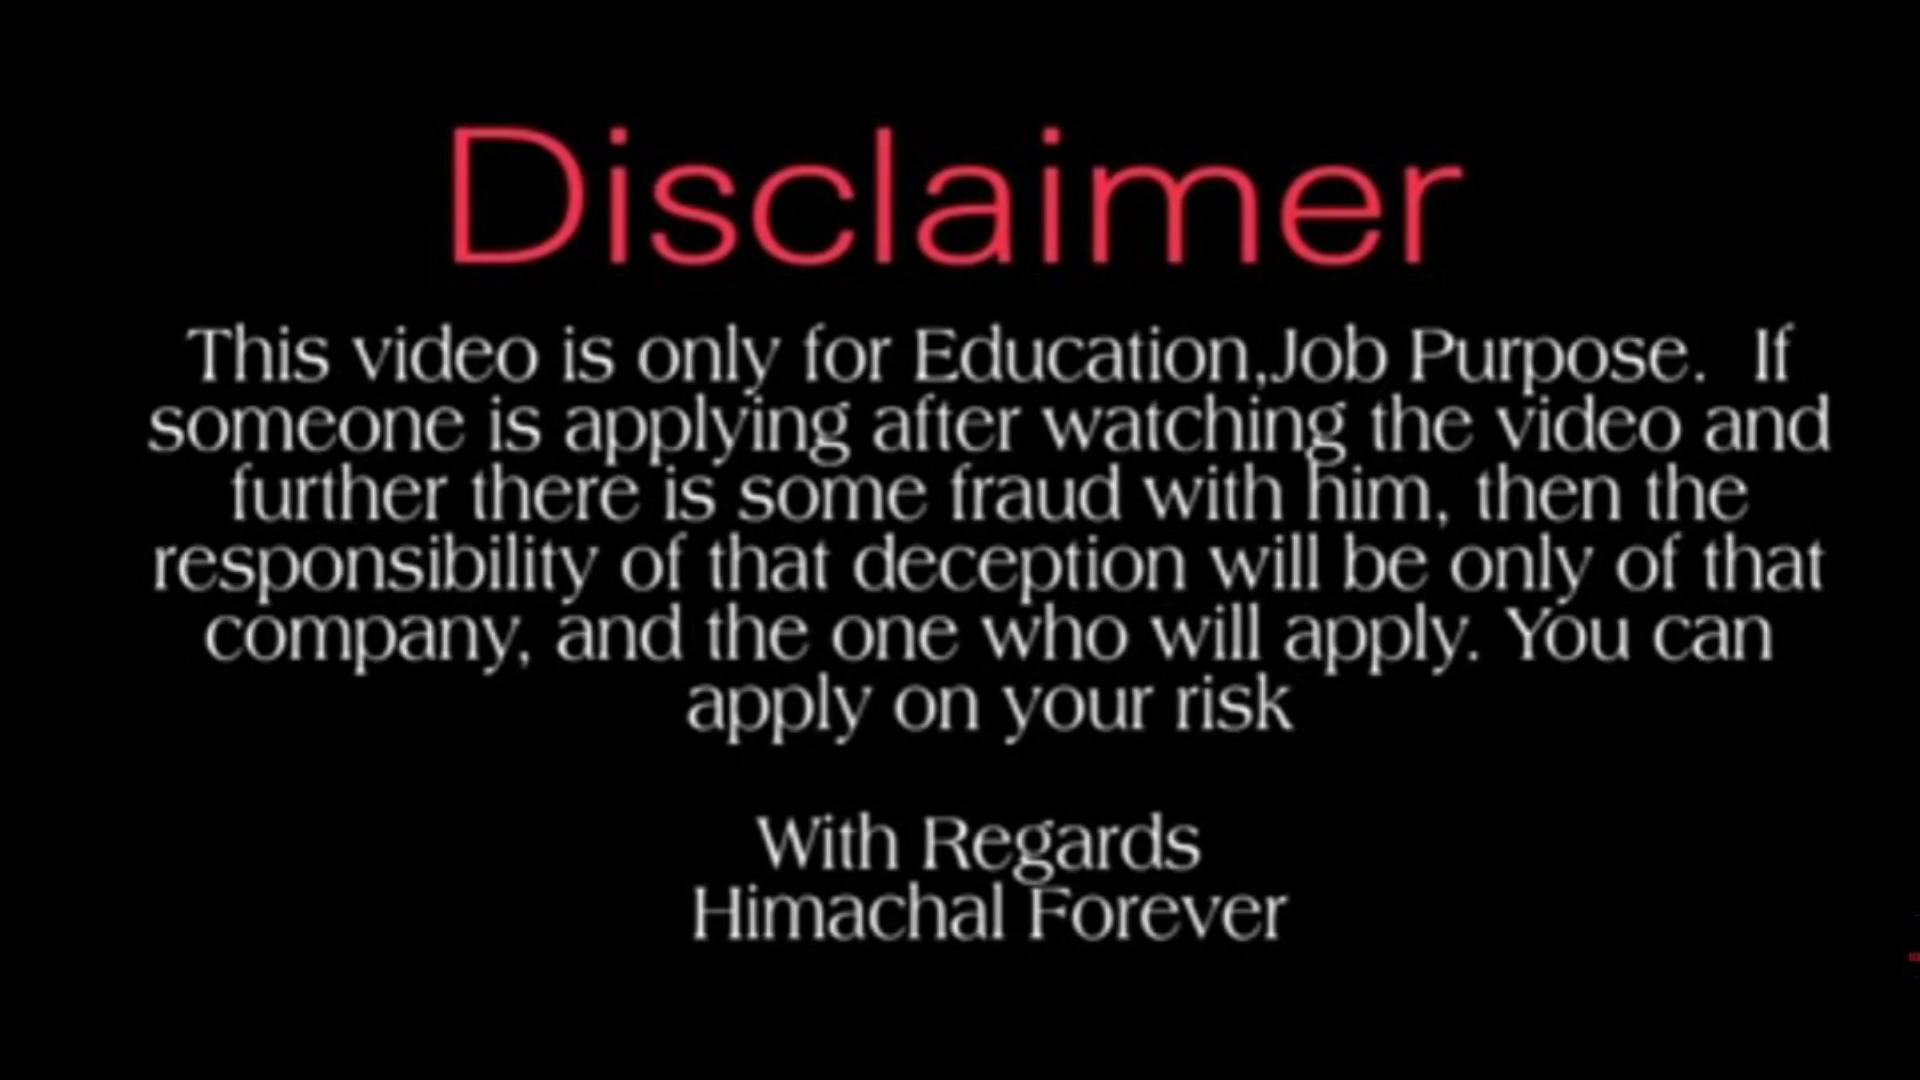 Disclaimer
This video is only for Education,Job Purpose.  If
someone is applying after watching the video and
further there is some fraud with him, then the
responsibility of that deception will be only of that
company, and the one who will apply. You can
apply on your risk
With Regards
Himachal Forever